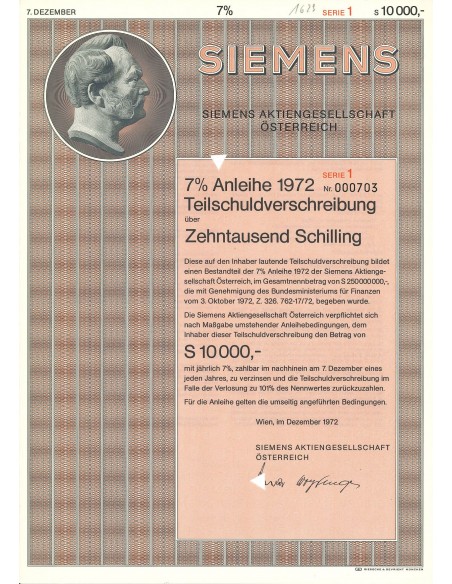 7. DEZEMBER 7% 1689 SERIE 1 S 10 000,-
SIEMENS
SIEMENS AKTIENGESELLSCHAFT
ÖSTERREICH
SERIE 1
7% Anleihe 1972 Nr. 000703
Teilschuldverschreibung
über
Zehntausend Schilling
Diese auf den Inhaber lautende Teilschuldverschreibung bildet
einen Bestandteil der 7% Anleihe 1972 der Siemens Aktienge-
sellschaft Österreich, im Gesamtnennbetrag von S 250000000,-,
die mit Genehmigung des Bundesministeriums für Finanzen
vom 3. Oktober 1972, Z. 326. 762-17/72, begeben wurde.
Die Siemens Aktiengesellschaft Österreich verpflichtet sich
nach Maßgabe umstehender Anleihebedingungen, dem
Inhaber dieser Teilschuldverschreibung den Betrag von
S 10 000,-
mit jährlich 7%, zahlbar im nachhinein am 7. Dezember eines
jeden Jahres, zu verzinsen und die Teilschuldverschreibung im
Falle der Verlosung zu 101% des Nennwertes zurückzuzahlen.
Für die Anleihe gelten die umseitig angeführten Bedingungen.
Wien, im Dezember 1972
SIEMENS AKTIENGESELLSCHAFT
ÖSTERREICH
GIESECKE & DEVRIENT MÜNCHEN